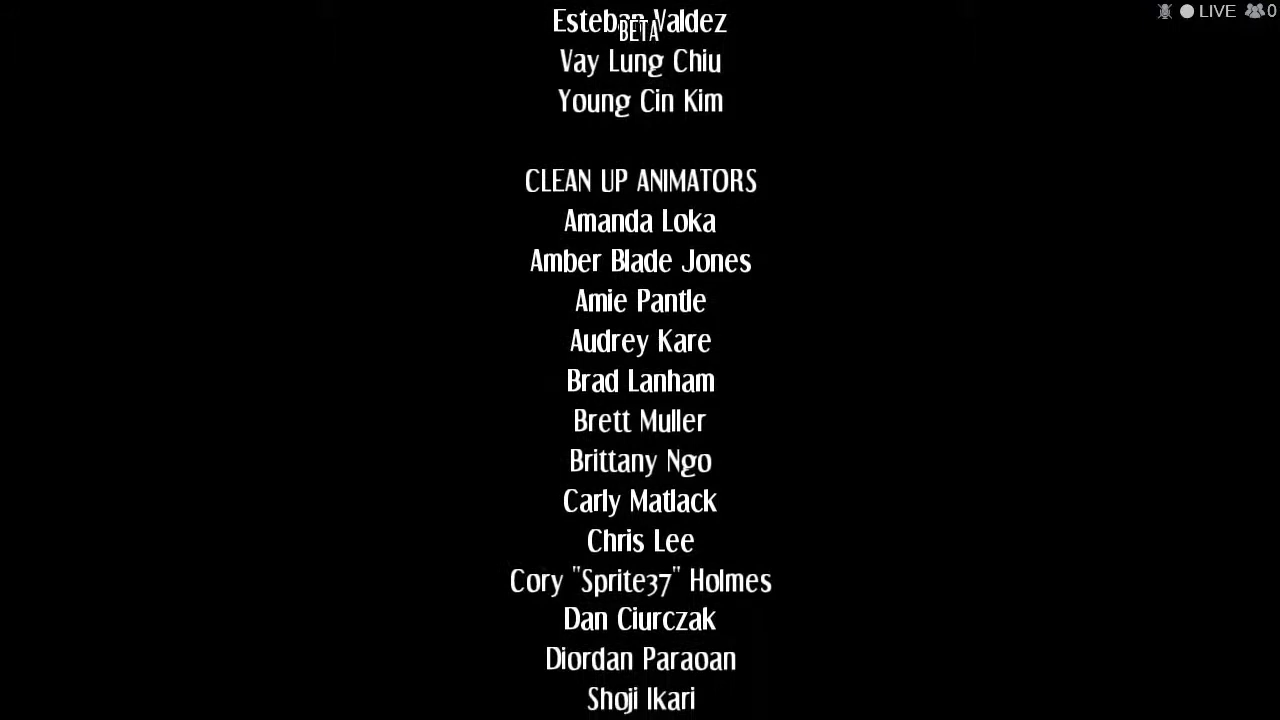 LIVE 0
Esteban Valdez
BETA
Vay Lung Chiu
Young Cin Kim
CLEAN UP ANIMATORS
Amanda Loka
Amber Blade Jones
Amie Pantle
Audrey Kare
Brad Lanham
Brett Muller
Brittany Ngo
Carly Matlack
Chris Lee
Cory "Sprite37" Holmes
Dan Ciurczak
Diordan Paraoan
Shoji Ikari